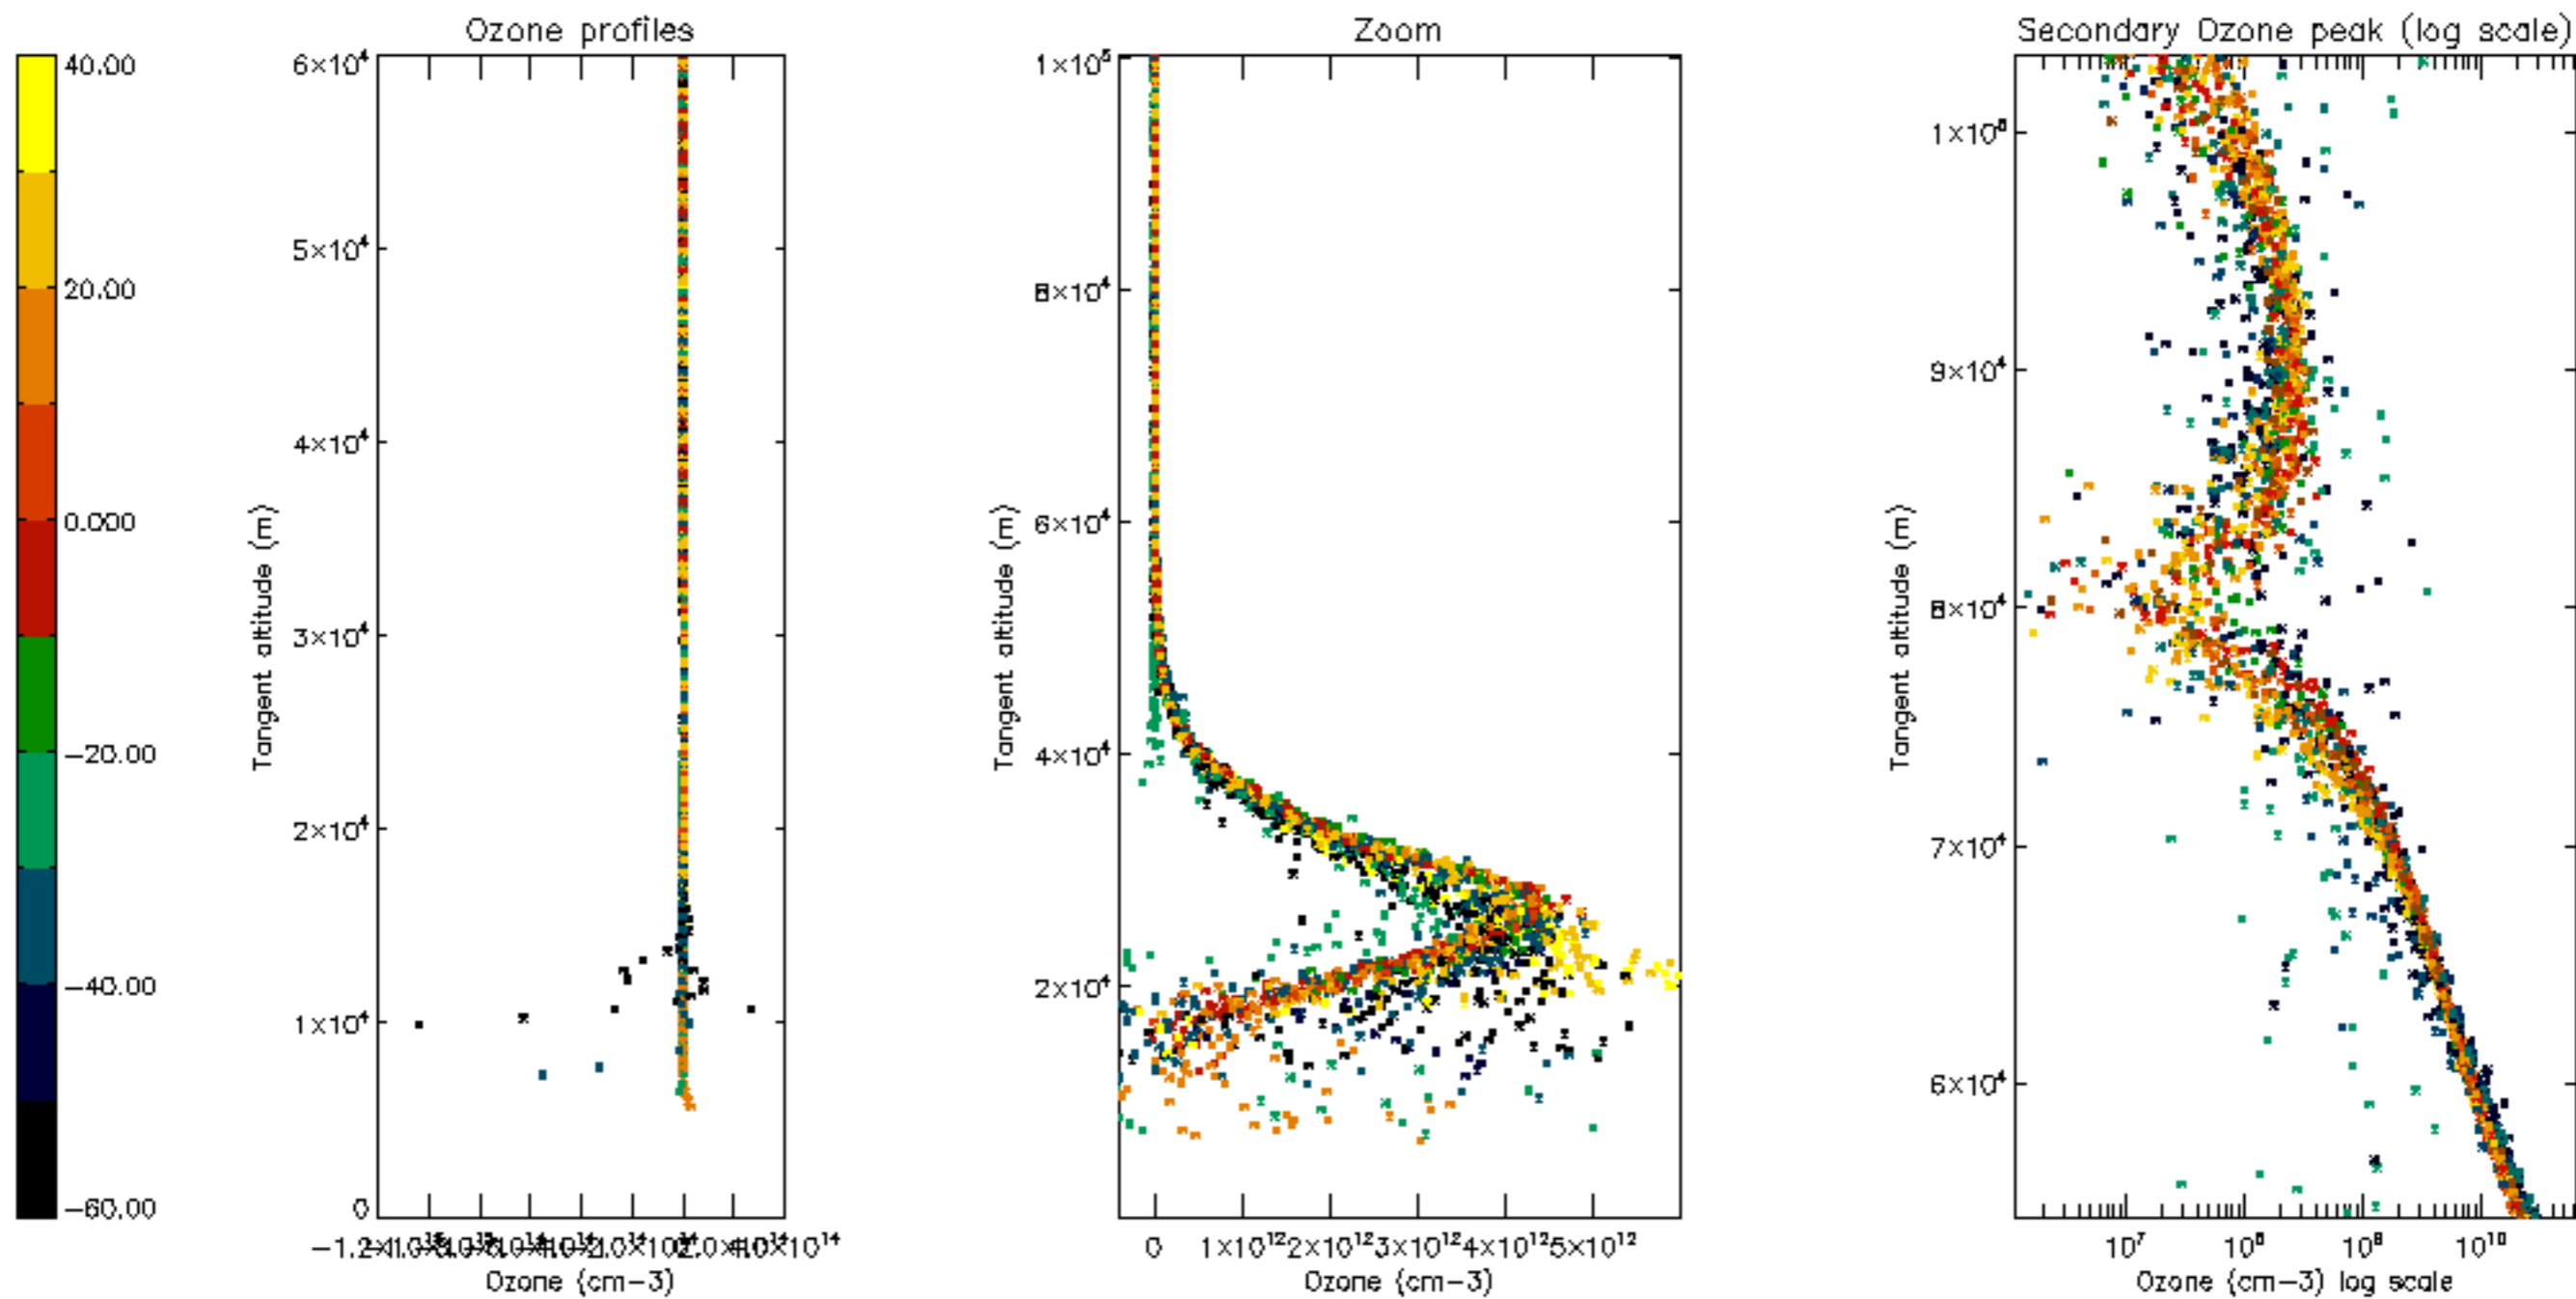 Ozone profiles
Zoom
Secondary Ozone peak (log scale)
40.00
20.00
0.000
−20.00
−40.00
−60.00
6×10⁴
5×10⁴
4×10⁴
3×10⁴
2×10⁴
1×10⁴
0
Tangent altitude (m)
Ozone (cm−3)
1×10⁵
8×10⁴
6×10⁴
4×10⁴
2×10⁴
Tangent altitude (m)
0 1×10¹² 2×10¹² 3×10¹² 4×10¹² 5×10¹²
Ozone (cm−3)
9×10⁴
8×10⁴
7×10⁴
6×10⁴
Tangent altitude (m)
10⁷ 10⁸ 10⁹ 10¹⁰
Ozone (cm−3) log scale